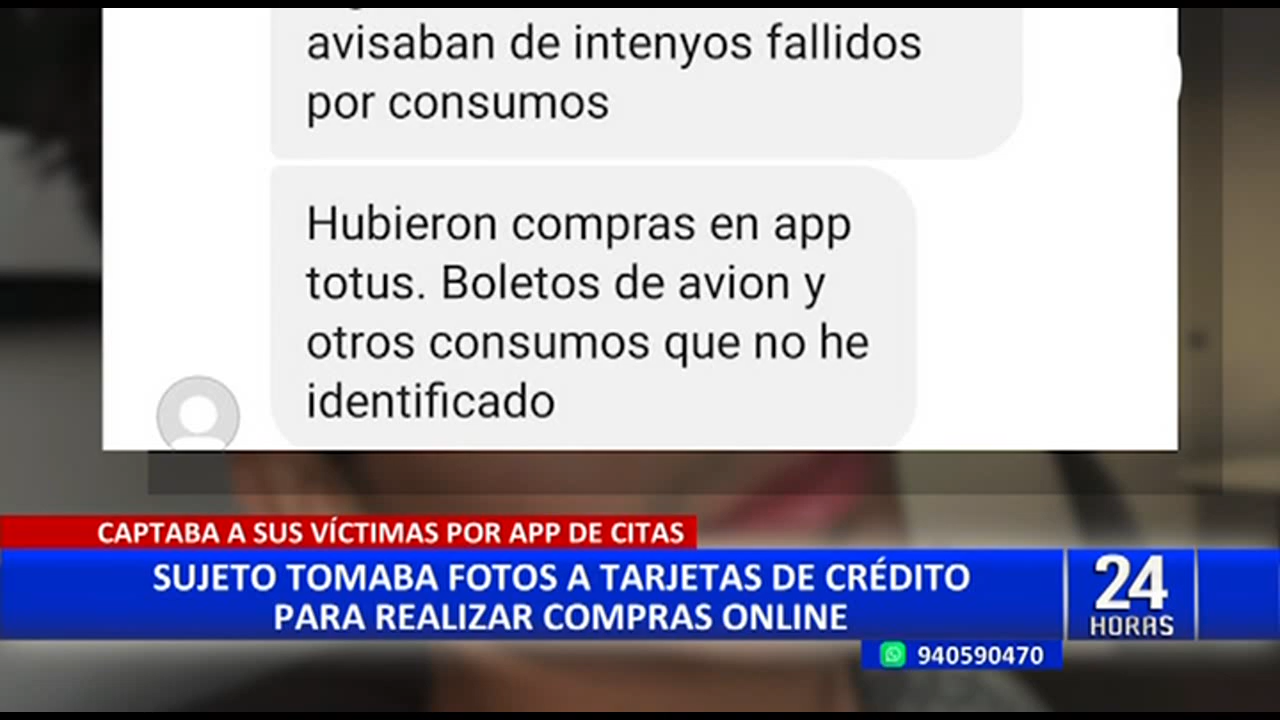 avisaban de intenyos fallidos
por consumos
Hubieron compras en app
totus. Boletos de avion y
otros consumos que no he
identificado
CAPTABA A SUS VÍCTIMAS POR APP DE CITAS
SUJETO TOMABA FOTOS A TARJETAS DE CRÉDITO
PARA REALIZAR COMPRAS ONLINE
24
HORAS
940590470